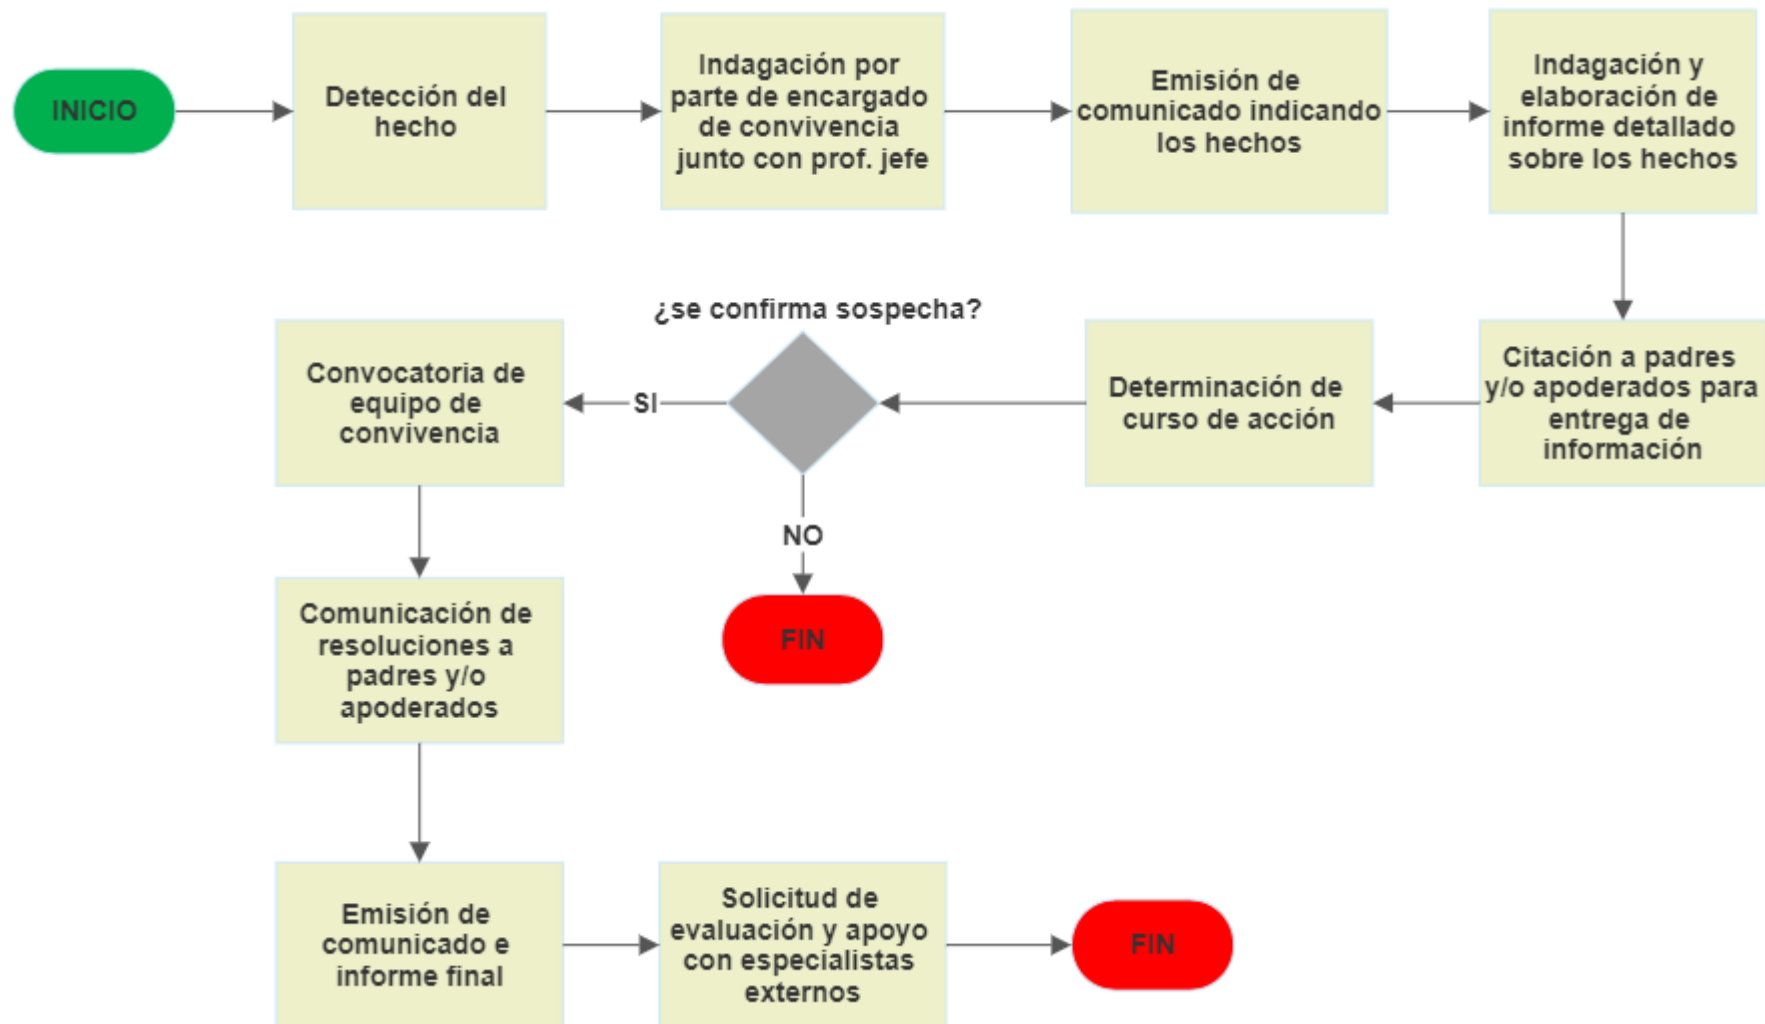 INICIO
Detección del
hecho
Indagación por
parte de encargado
de convivencia
junto con prof. jefe
Emisión de
comunicado indicando
los hechos
Indagación y
elaboración de
informe detallado
sobre los hechos
Citación a padres
y/o apoderados para
entrega de
información
Determinación de
curso de acción
¿se confirma sospecha?
SI
NO
FIN
Convocatoria de
equipo de
convivencia
Comunicación de
resoluciones a
padres y/o
apoderados
Emisión de
comunicado e
informe final
Solicitud de
evaluación y apoyo
con especialistas
externos
FIN